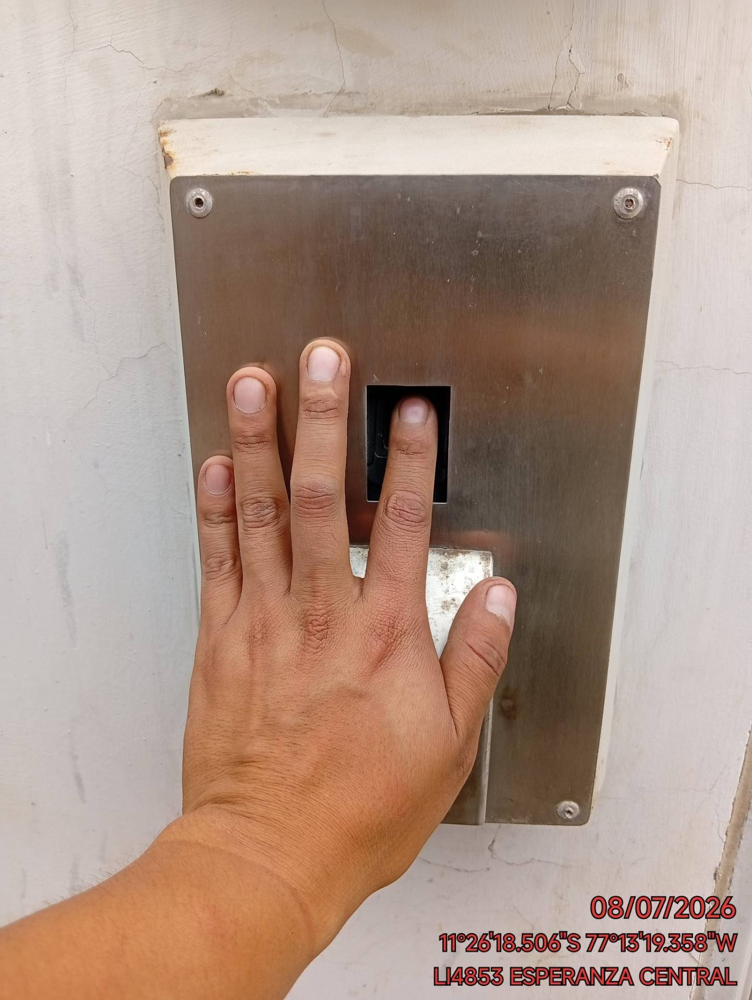 08/07/2026
11°26'18.506"S 77°13'19.358"W
LI4853 ESPERANZA CENTRAL